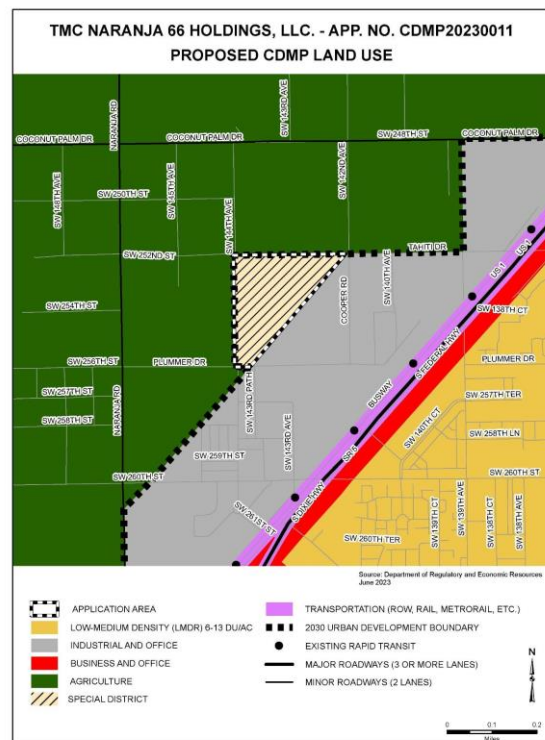 TMC NARANJA 66 HOLDINGS, LLC. - APP. NO. CDMP20230011
PROPOSED CDMP LAND USE
NARANJA RD
SW 143RD AVE
COCONUT PALM DR
COCONUT PALM DR
SW 248TH ST
COCONUT PALM DR
SW 148TH AVE
SW 145TH AVE
SW 144TH AVE
SW 142ND AVE
SW 250TH ST
SW 252ND ST
TAHITI DR
US-1
US-1
SW 140TH AVE
COOPER RD
SW 254TH ST
SW 138TH CT
SW 256TH ST
PLUMMER DR
PLUMMER DR
S FEDERAL HWY
BUSWAY
SW 257TH ST
NARANJA RD
SW 143RD PATH
SW 257TH TER
SW 258TH ST
SW 143RD AVE
SW 140TH CT
SW 258TH LN
SW 259TH ST
SR 5
SW 260TH ST
SW 260TH ST
SW 261ST ST
S DIXIE HWY
SW 139TH CT
SW 139TH AVE
SW 138TH CT
SW 138TH AVE
SW 260TH TER
Source: Department of Regulatory and Economic Resources
June 2023
APPLICATION AREA
LOW-MEDIUM DENSITY (LMDR) 6-13 DU/AC
INDUSTRIAL AND OFFICE
BUSINESS AND OFFICE
AGRICULTURE
SPECIAL DISTRICT
TRANSPORTATION (ROW, RAIL, METRORAIL, ETC.)
2030 URBAN DEVELOPMENT BOUNDARY
EXISTING RAPID TRANSIT
MAJOR ROADWAYS (3 OR MORE LANES)
MINOR ROADWAYS (2 LANES)
N
0 0.1 0.2
Miles